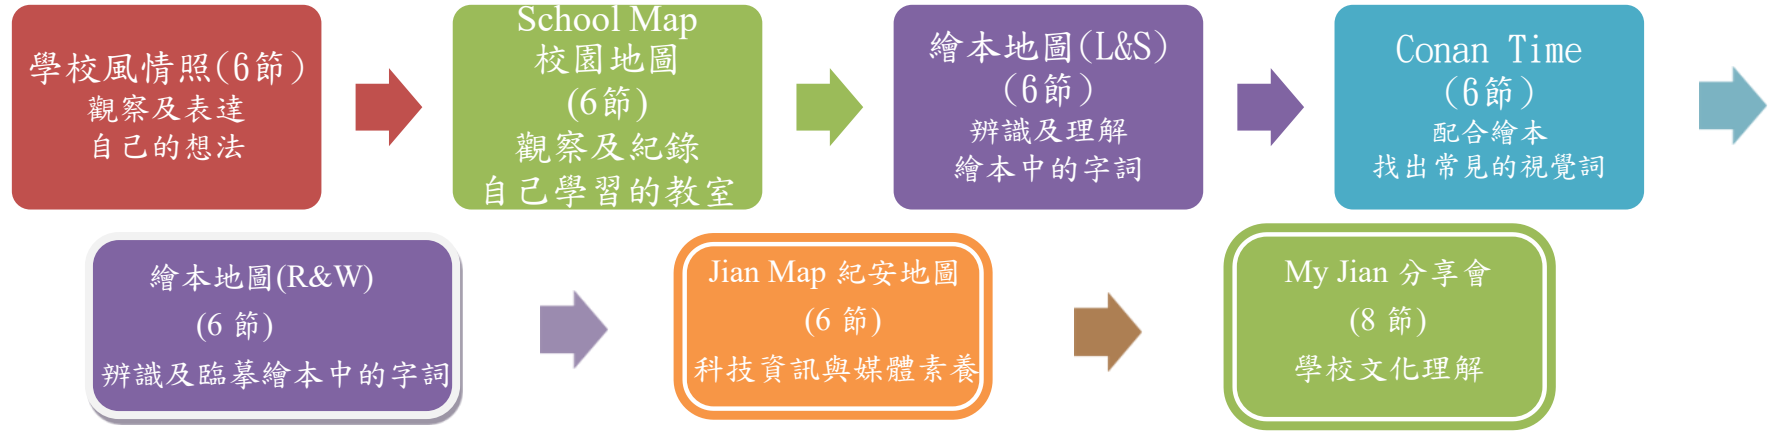 學校風情照(6節)
觀察及表達
自己的想法
School Map
校園地圖
(6節)
觀察及紀錄
自己學習的教室
繪本地圖(L&S)
(6節)
辨識及理解
繪本中的字詞
Conan Time
(6節)
配合繪本
找出常見的視覺詞
繪本地圖(R&W)
(6 節)
辨識及臨摹繪本中的字詞
Jian Map 紀安地圖
(6 節)
科技資訊與媒體素養
My Jian 分享會
(8 節)
學校文化理解